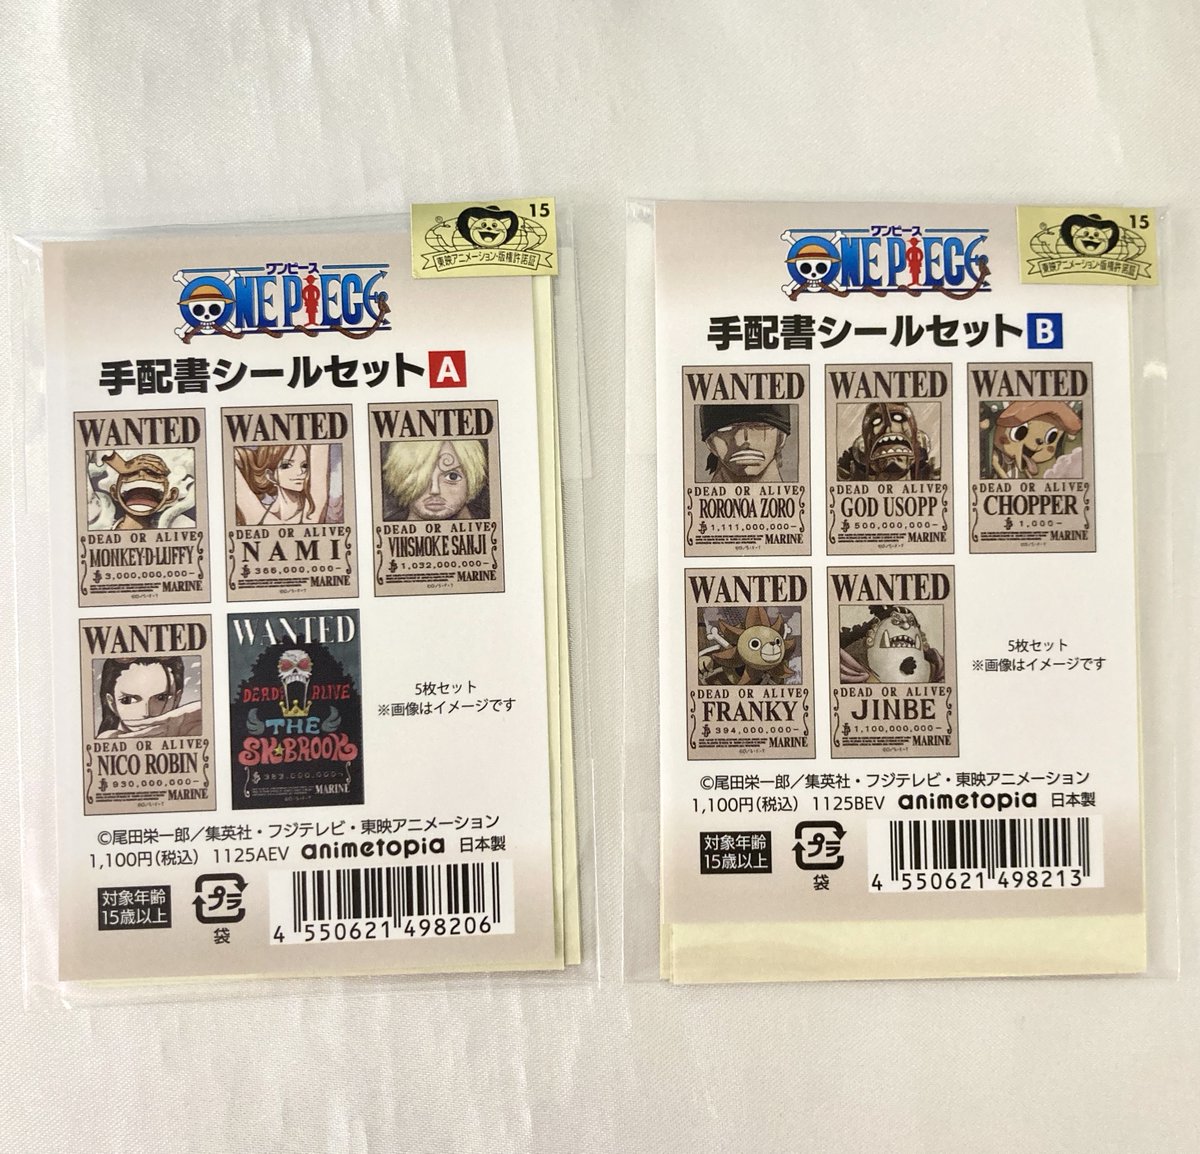 15
東映アニメーション・版権許諾証
ワンピース
ONE PIECE
手配書シールセット A
WANTED
DEAD OR ALIVE
MONKEY・D・LUFFY
3,000,000,000-
MARINE
WANTED
DEAD OR ALIVE
NAMI
366,000,000-
MARINE
WANTED
DEAD OR ALIVE
VINSMOKE SANJI
1,032,000,000-
MARINE
WANTED
DEAD OR ALIVE
NICO ROBIN
930,000,000-
MARINE
WANTED
DEAD ALIVE
THE
383,000,000-
MARINE
5枚セット
※画像はイメージです
©尾田栄一郎/集英社・フジテレビ・東映アニメーション
1,100円(税込) 1125AEV animetopia 日本製
対象年齢
15歳以上
プラ
袋
4 550621 498206
15
東映アニメーション・版権許諾証
ワンピース
ONE PIECE
手配書シールセット B
WANTED
DEAD OR ALIVE
RORONOA ZORO
1,111,000,000-
MARINE
WANTED
DEAD OR ALIVE
GOD USOPP
500,000,000-
MARINE
WANTED
DEAD OR ALIVE
CHOPPER
1,000-
MARINE
WANTED
DEAD OR ALIVE
FRANKY
394,000,000-
MARINE
WANTED
DEAD OR ALIVE
JINBE
1,100,000,000-
MARINE
5枚セット
※画像はイメージです
©尾田栄一郎/集英社・フジテレビ・東映アニメーション
1,100円(税込) 1125BEV animetopia 日本製
対象年齢
15歳以上
プラ
袋
4 550621 498213